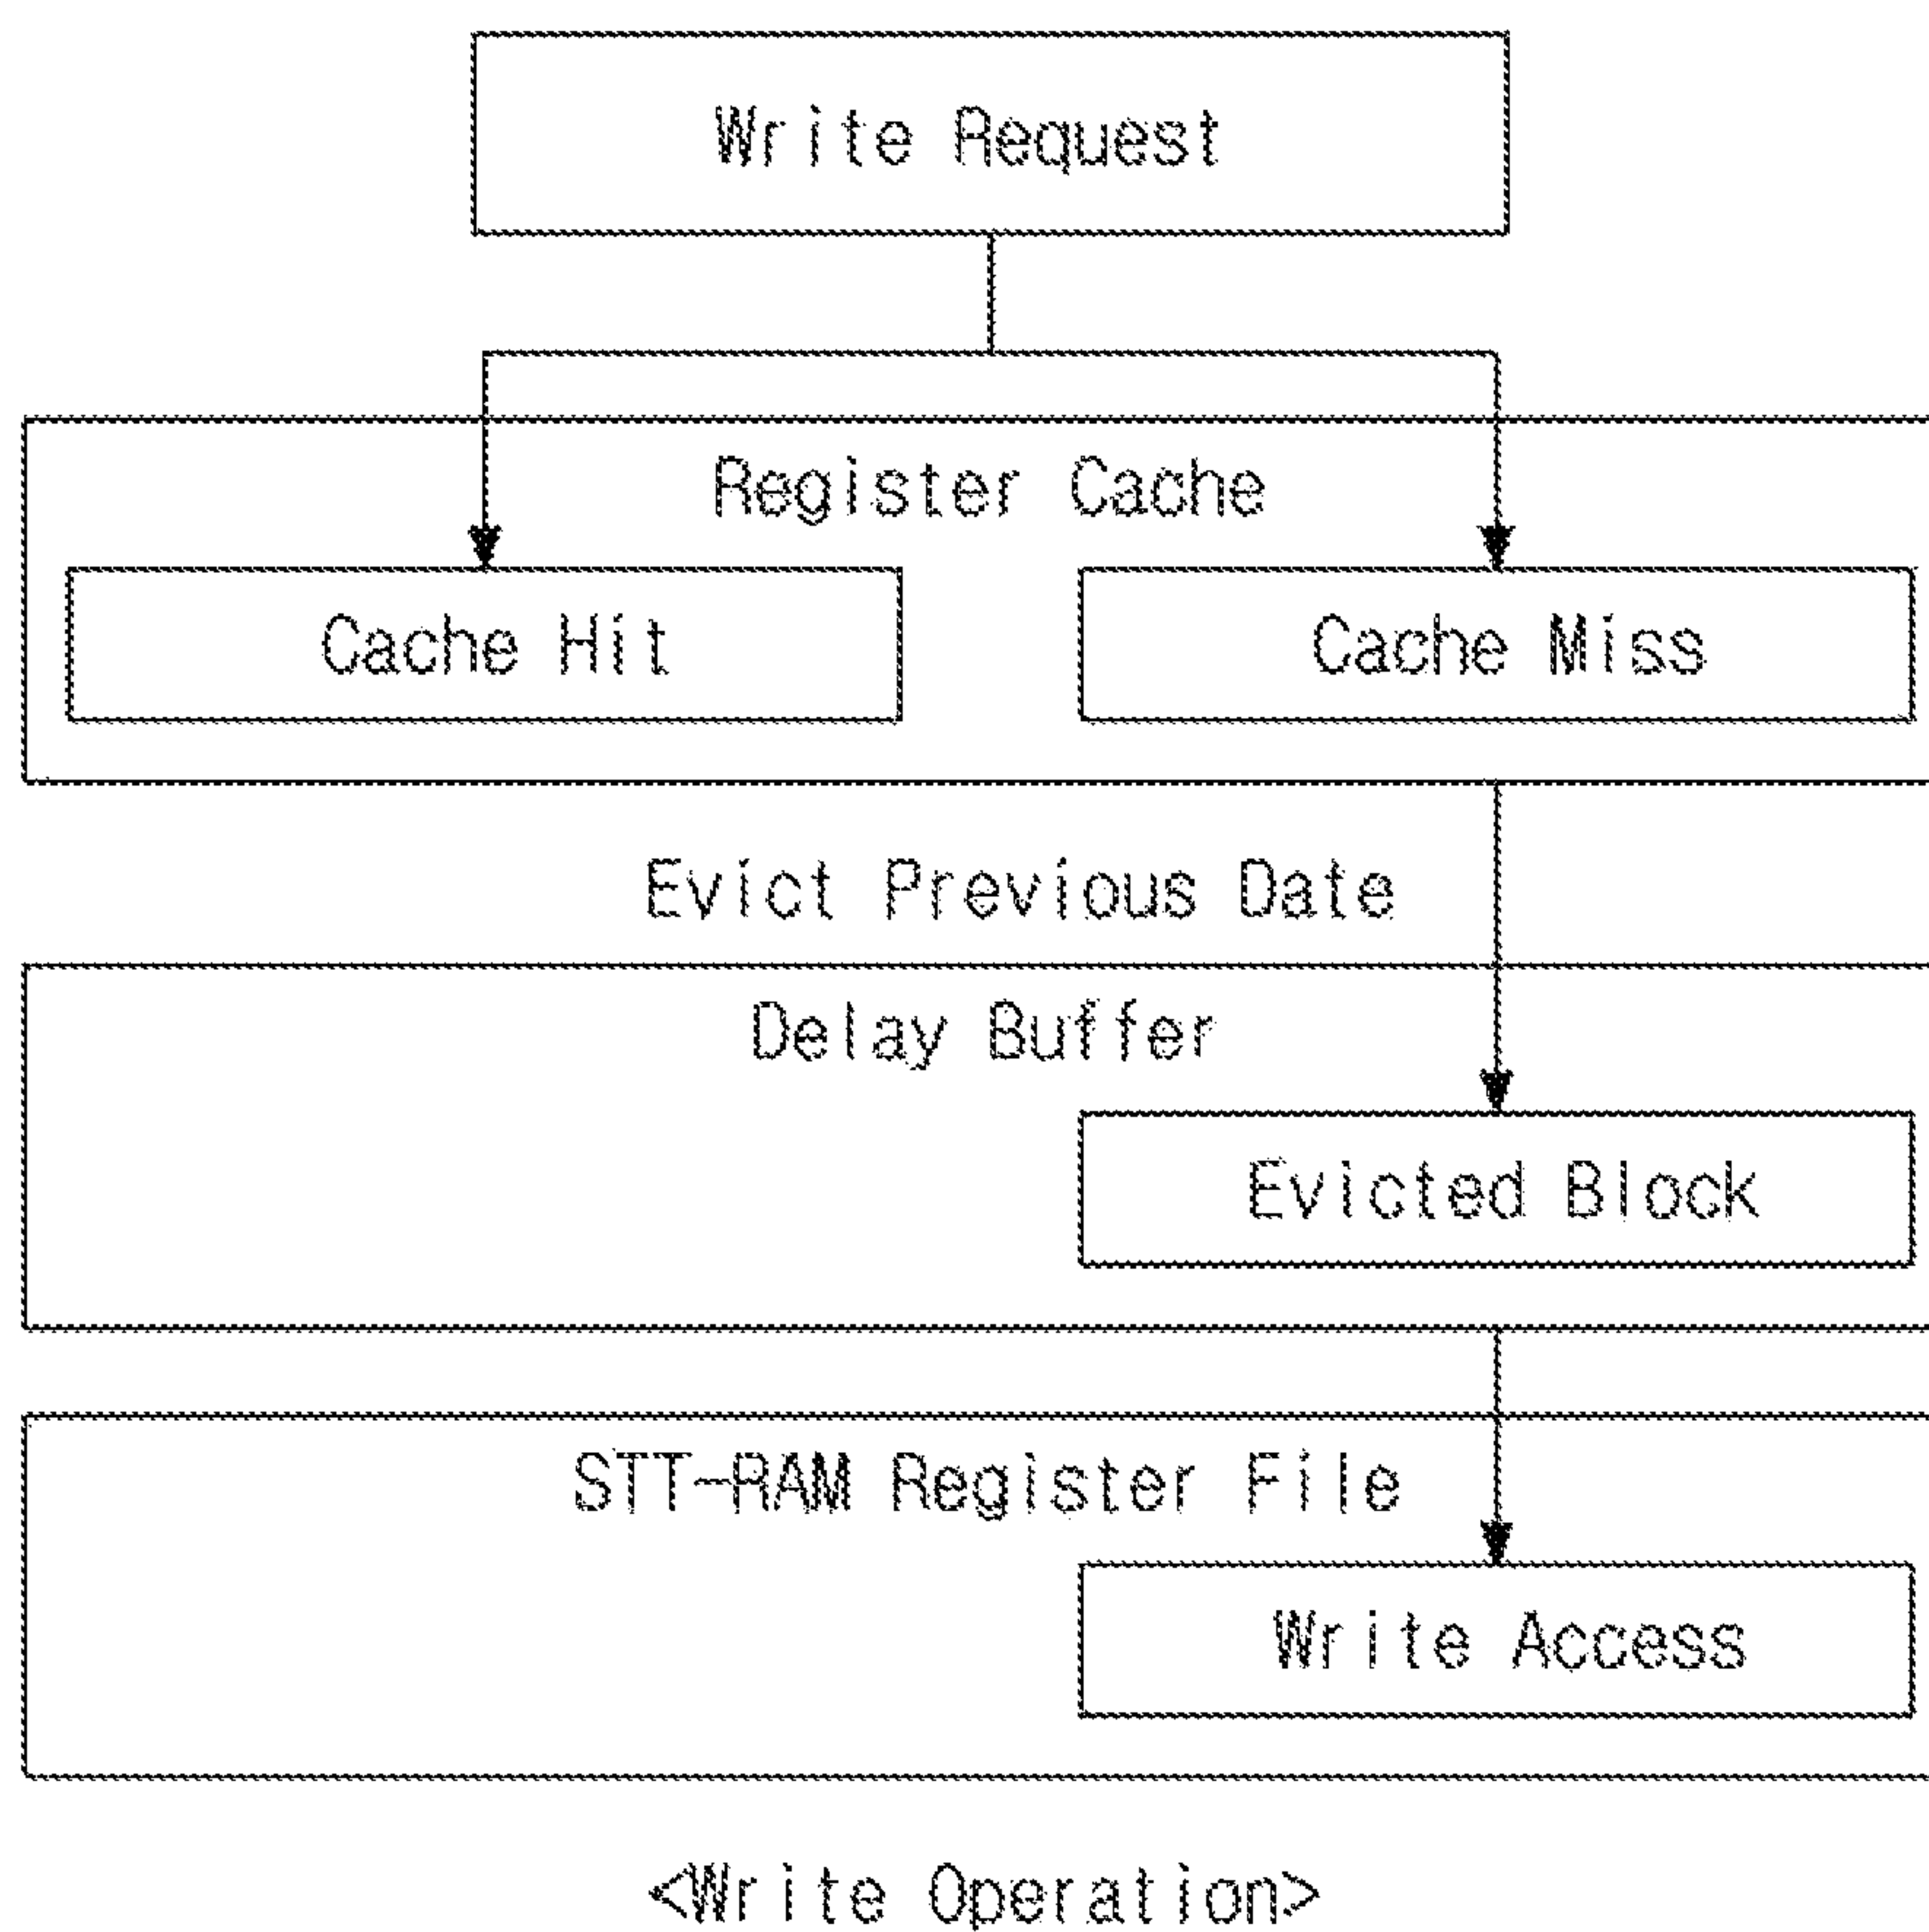 Write Request
Register Cache
Cache Hit
Cache Miss
Evict Previous Date
Delay Buffer
Evicted Block
STT-RAM Register File
Write Access
<Write Operation>